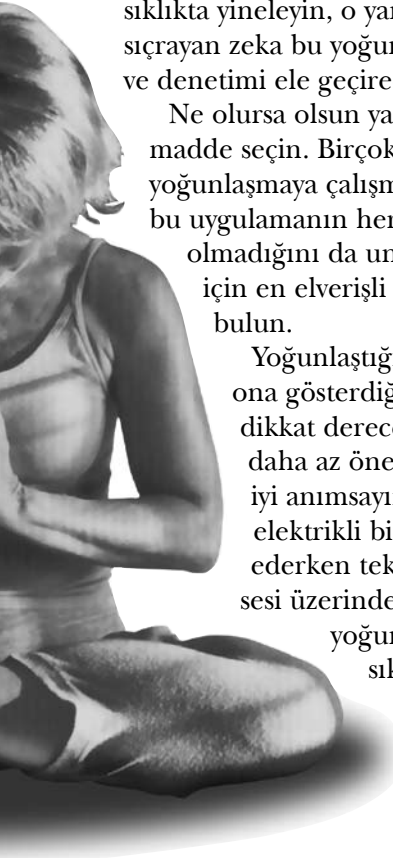 sıklıkta yineleyin, o yar
sıçrayan zeka bu yoğur
ve denetimi ele geçire
Ne olursa olsun ya
madde seçin. Birçok
yoğunlaşmaya çalışm
bu uygulamanın her
olmadığını da un
için en elverişli
bulun.
Yoğunlaştığ
ona gösterdiğ
dikkat derec
daha az öne
iyi anımsayı
elektrikli bi
ederken tek
sesi üzerinde
yoğur
sık